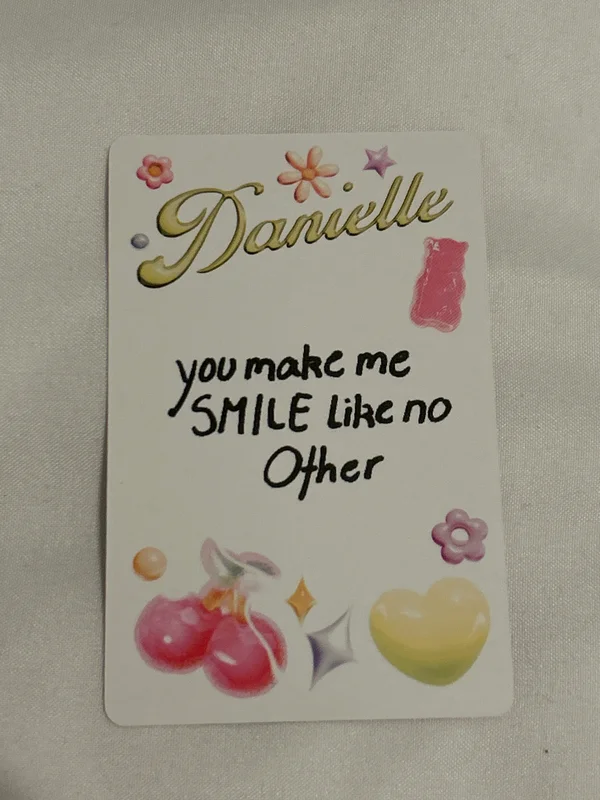 Danielle
you make me
SMILE like no
Other